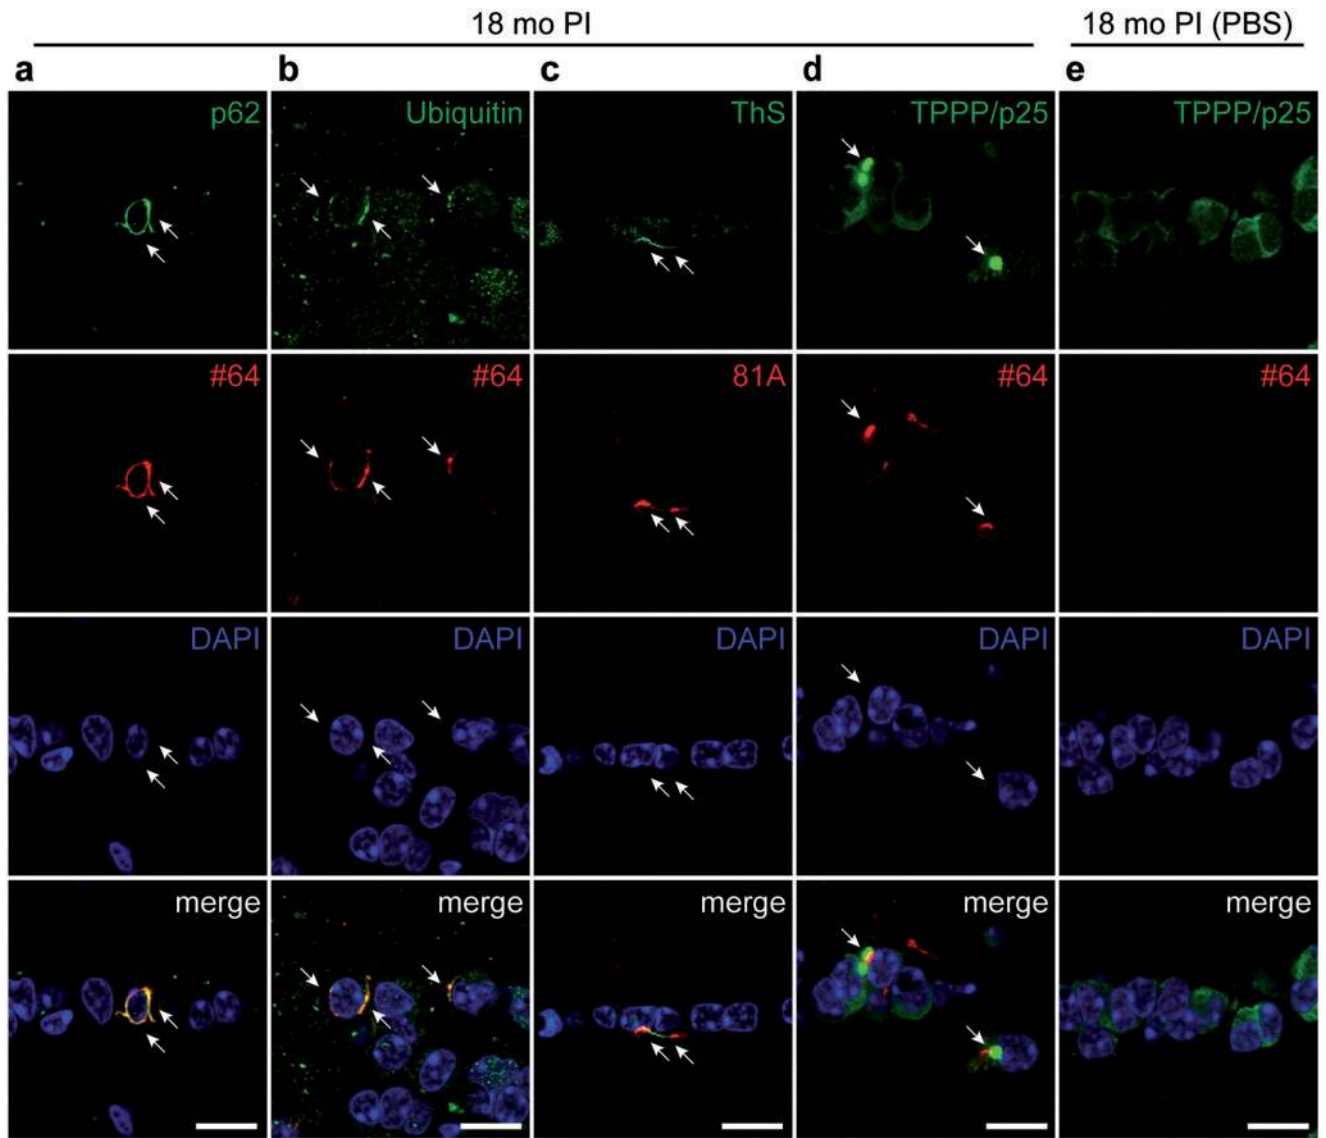 18 mo PI
18 mo PI (PBS)
a
b
c
d
e
p62
Ubiquitin
ThS
TPPP/p25
TPPP/p25
#64
#64
81A
#64
#64
DAPI
DAPI
DAPI
DAPI
DAPI
merge
merge
merge
merge
merge